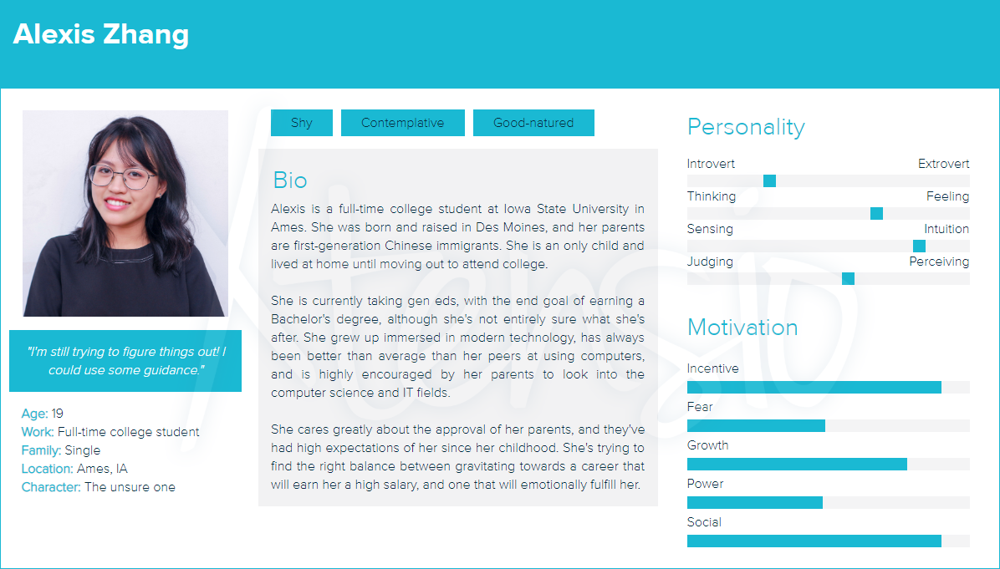 Alexis Zhang
"I'm still trying to figure things out! I
could use some guidance."
Age: 19
Work: Full-time college student
Family: Single
Location: Ames, IA
Character: The unsure one
Shy
Contemplative
Good-natured
Bio
Alexis is a full-time college student at Iowa State University in
Ames. She was born and raised in Des Moines, and her parents
are first-generation Chinese immigrants. She is an only child and
lived at home until moving out to attend college.
She is currently taking gen eds, with the end goal of earning a
Bachelor's degree, although she's not entirely sure what she's
after. She grew up immersed in modern technology, has always
been better than average than her peers at using computers,
and is highly encouraged by her parents to look into the
computer science and IT fields.
She cares greatly about the approval of her parents, and they've
had high expectations of her since her childhood. She's trying to
find the right balance between gravitating towards a career that
will earn her a high salary, and one that will emotionally fulfill her.
Personality
Introvert Extrovert
Thinking Feeling
Sensing Intuition
Judging Perceiving
Motivation
Incentive
Fear
Growth
Power
Social
Xtensio